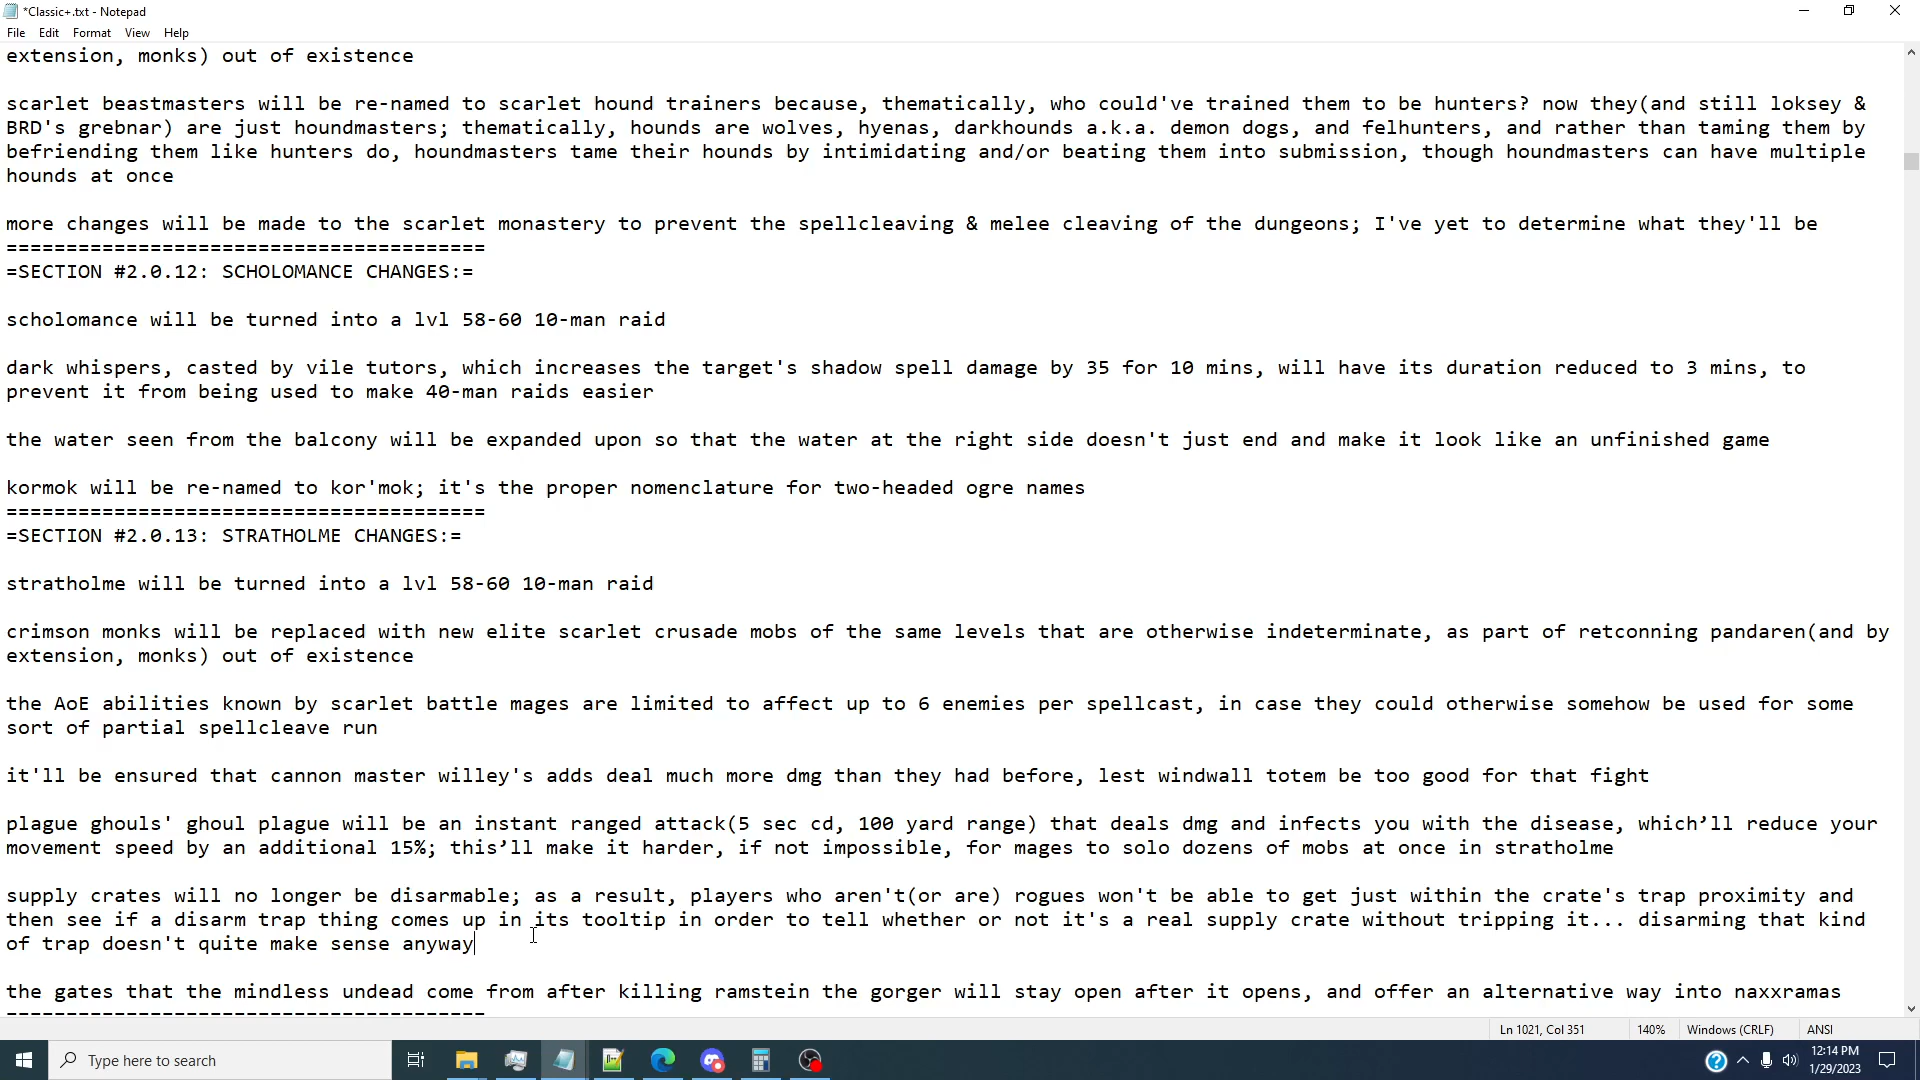 *Classic+.txt - Notepad
File Edit Format View Help
extension, monks) out of existence
scarlet beastmasters will be re-named to scarlet hound trainers because, thematically, who could've trained them to be hunters? now they(and still loksey &
BRD's grebnar) are just houndmasters; thematically, hounds are wolves, hyenas, darkhounds a.k.a. demon dogs, and felhunters, and rather than taming them by
befriending them like hunters do, houndmasters tame their hounds by intimidating and/or beating them into submission, though houndmasters can have multiple
hounds at once
more changes will be made to the scarlet monastery to prevent the spellcleaving & melee cleaving of the dungeons; I've yet to determine what they'll be
========================================
=SECTION #2.0.12: SCHOLOMANCE CHANGES:=
scholomance will be turned into a lvl 58-60 10-man raid
dark whispers, casted by vile tutors, which increases the target's shadow spell damage by 35 for 10 mins, will have its duration reduced to 3 mins, to
prevent it from being used to make 40-man raids easier
the water seen from the balcony will be expanded upon so that the water at the right side doesn't just end and make it look like an unfinished game
kormok will be re-named to kor'mok; it's the proper nomenclature for two-headed ogre names
========================================
=SECTION #2.0.13: STRATHOLME CHANGES:=
stratholme will be turned into a lvl 58-60 10-man raid
crimson monks will be replaced with new elite scarlet crusade mobs of the same levels that are otherwise indeterminate, as part of retconning pandaren(and by
extension, monks) out of existence
the AoE abilities known by scarlet battle mages are limited to affect up to 6 enemies per spellcast, in case they could otherwise somehow be used for some
sort of partial spellcleave run
it'll be ensured that cannon master willey's adds deal much more dmg than they had before, lest windwall totem be too good for that fight
plague ghouls' ghoul plague will be an instant ranged attack(5 sec cd, 100 yard range) that deals dmg and infects you with the disease, which’ll reduce your
movement speed by an additional 15%; this’ll make it harder, if not impossible, for mages to solo dozens of mobs at once in stratholme
supply crates will no longer be disarmable; as a result, players who aren't(or are) rogues won't be able to get just within the crate's trap proximity and
then see if a disarm trap thing comes up in its tooltip in order to tell whether or not it's a real supply crate without tripping it... disarming that kind
of trap doesn't quite make sense anyway
the gates that the mindless undead come from after killing ramstein the gorger will stay open after it opens, and offer an alternative way into naxxramas
========================================
Ln 1021, Col 351 140% Windows (CRLF) ANSI
Type here to search
12:14 PM
1/29/2023